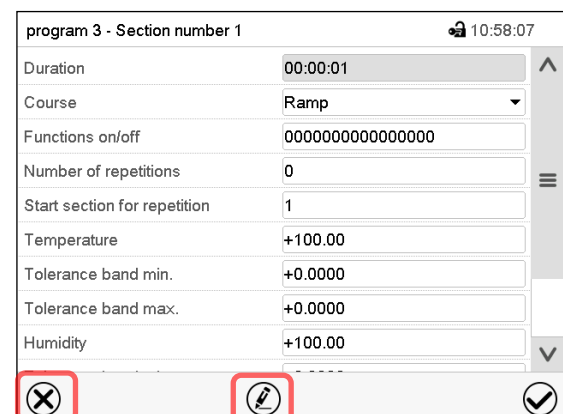 program 3 - Section number 1 10:58:07
Duration 00:00:01
Course Ramp
Functions on/off 0000000000000000
Number of repetitions 0
Start section for repetition 1
Temperature +100.00
Tolerance band min. +0.0000
Tolerance band max. +0.0000
Humidity +100.00